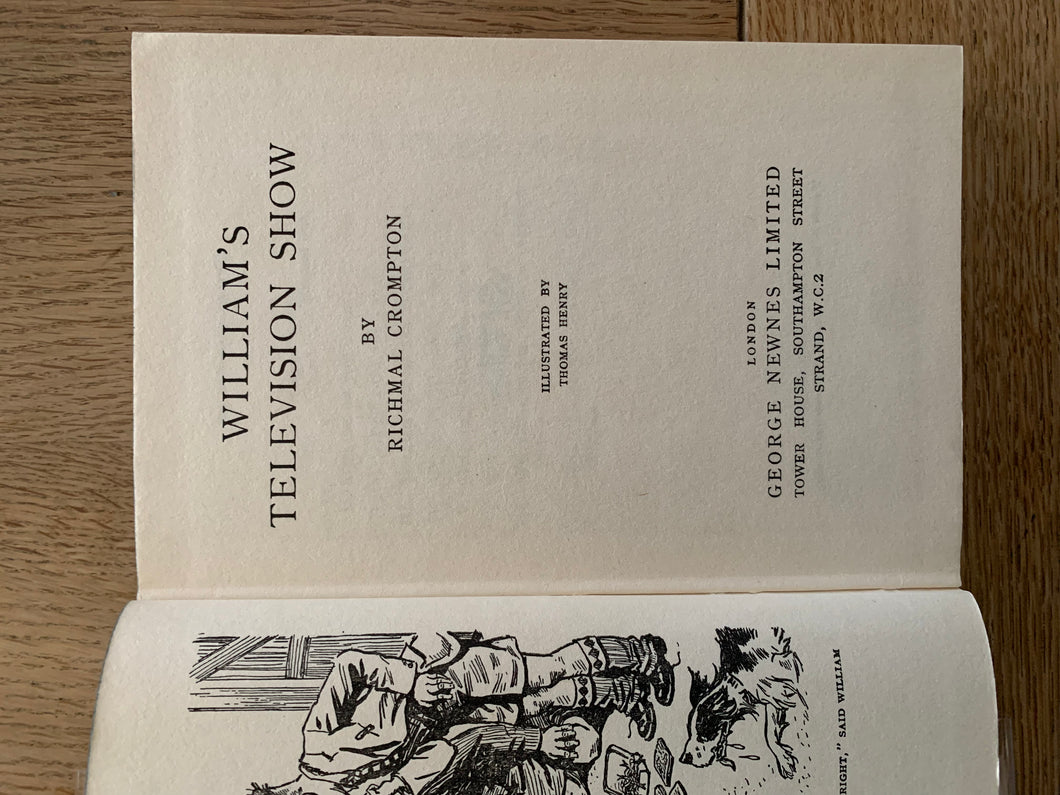 WILLIAM'S
TELEVISION SHOW
BY
RICHMAL CROMPTON
ILLUSTRATED BY
THOMAS HENRY
LONDON
GEORGE NEWNES LIMITED
TOWER HOUSE, SOUTHAMPTON STREET
STRAND, W.C.2
RIGHT," SAID WILLIAM